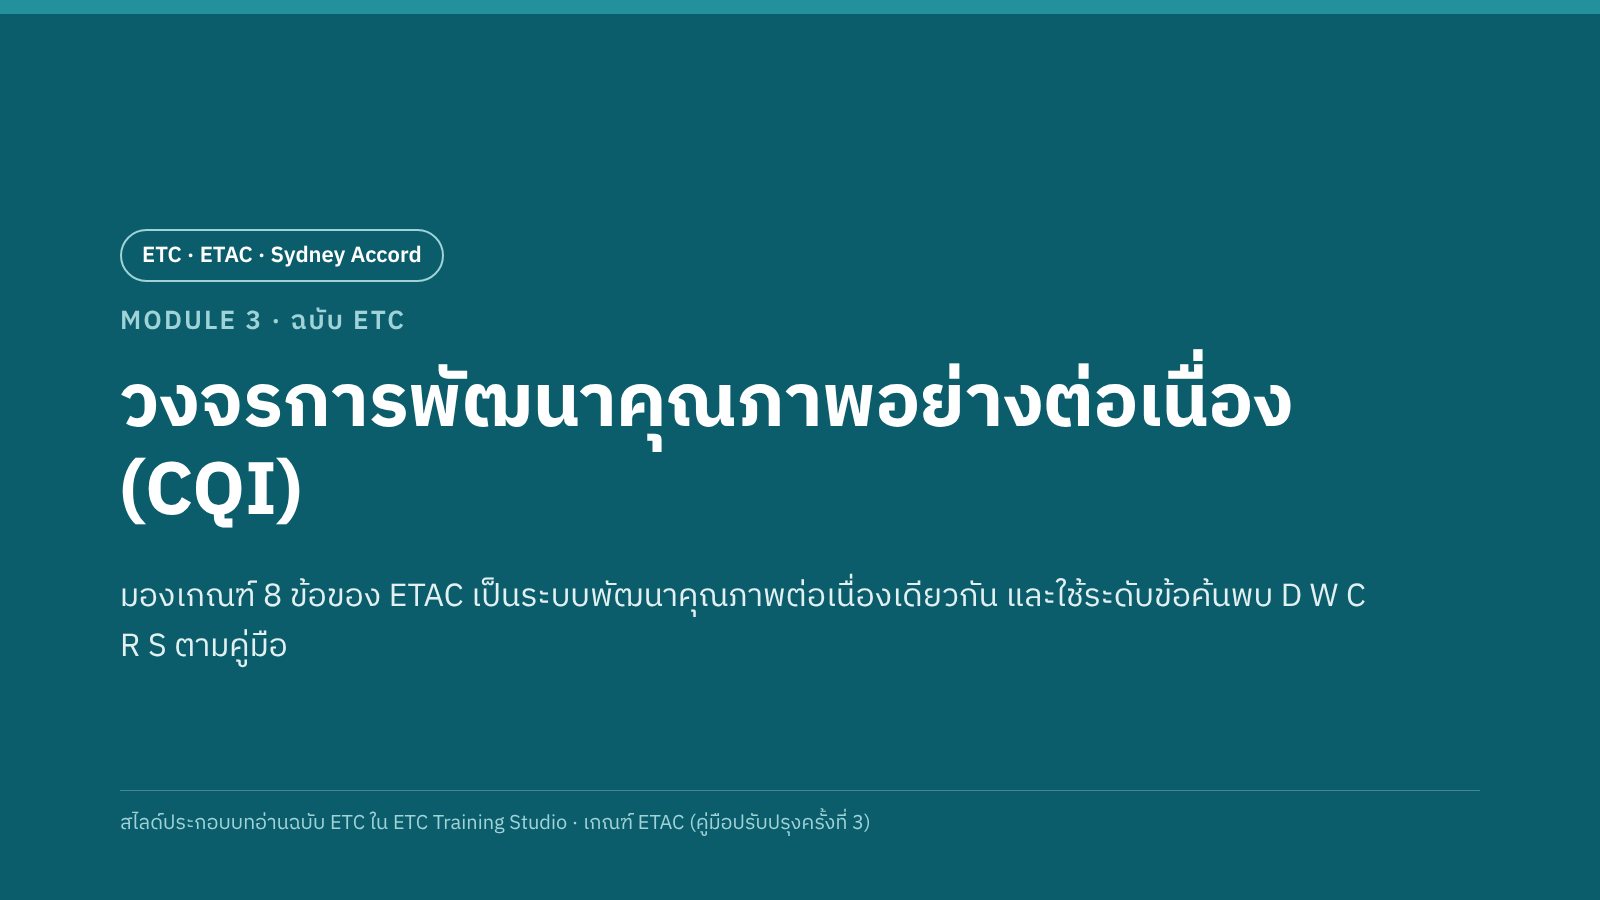 ETC · ETAC · Sydney Accord
MODULE 3 · ฉบับ ETC
วงจรการพัฒนาคุณภาพอย่างต่อเนื่อง
(CQI)
มองเกณฑ์ 8 ข้อของ ETAC เป็นระบบพัฒนาคุณภาพต่อเนื่องเดียวกัน และใช้ระดับข้อค้นพบ D W C
R S ตามคู่มือ
สไลด์ประกอบบทอ่านฉบับ ETC ใน ETC Training Studio · เกณฑ์ ETAC (คู่มือปรับปรุงครั้งที่ 3)